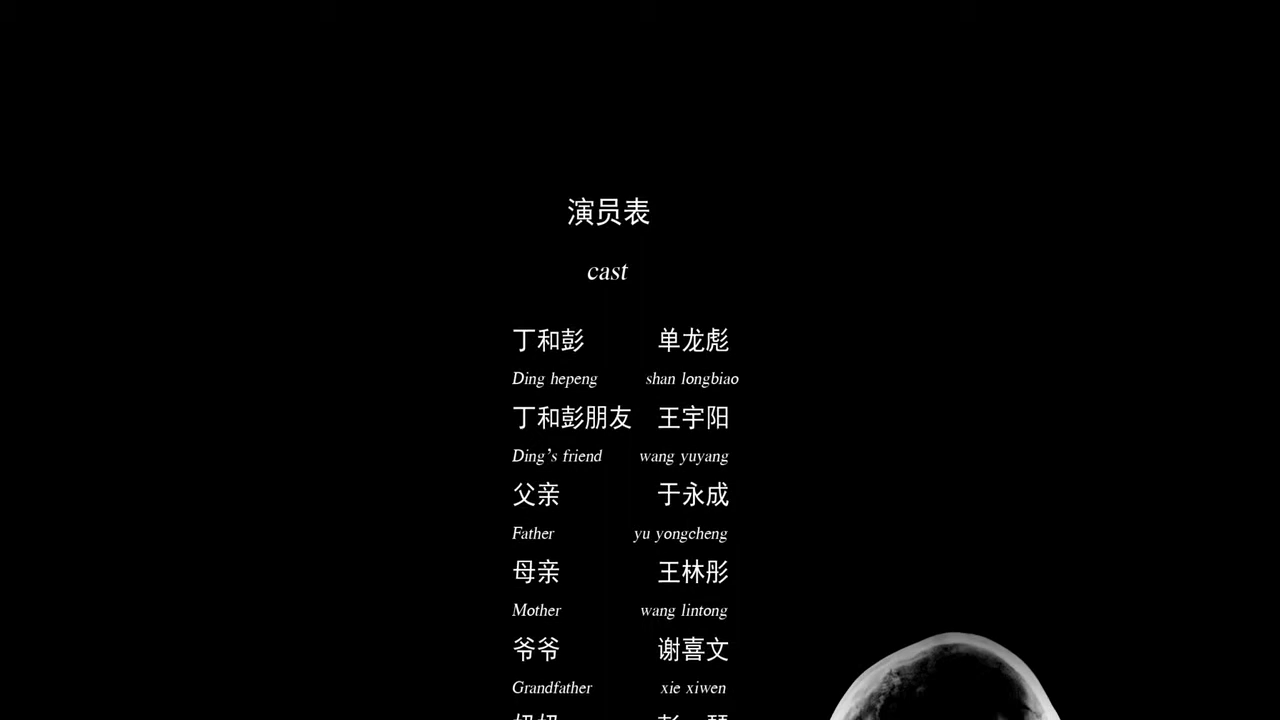 演员表
cast
丁和彭 单龙彪
Ding hepeng shan longbiao
丁和彭朋友 王宇阳
Ding's friend wang yuyang
父亲 于永成
Father yu yongcheng
母亲 王林彤
Mother wang lintong
爷爷 谢喜文
Grandfather xie xiwen